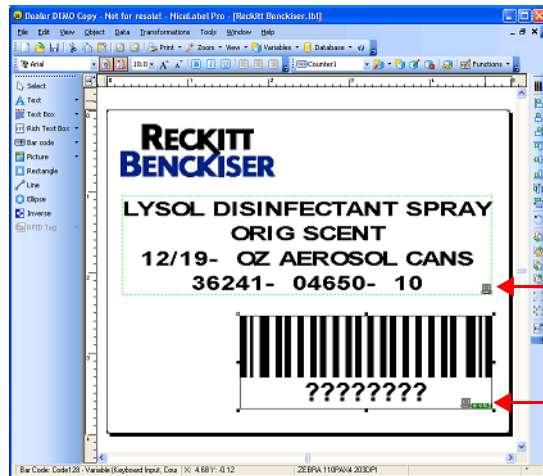 Dealer DEMO Copy - Not for resale! - NiceLabel Pro - [Reckitt Benckiser.lbl]
File Edit View Object Data Transformations Tools Window Help
Print Zoom View Variables Database
Arial 10.0 A A B I U Counter1 Functions
Select
Text
Text Box
Rich Text Box
Bar code
Picture
Rectangle
Line
Ellipse
Inverse
RFID Tag
RECKITT
BENCKISER
LYSOL DISINFECTANT SPRAY
ORIG SCENT
12/19- OZ AEROSOL CANS
36241- 04650- 10
????????
Bar Code: Code128 - Variable (Keyboard Input, Cou X: 4.68 Y: -0.12 ZEBRA 110PAX4 203DPI